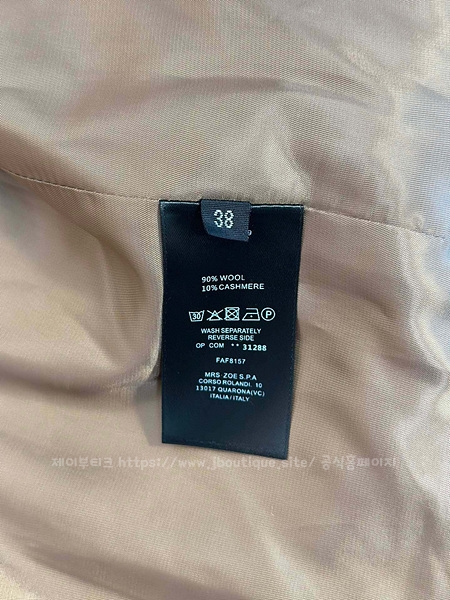 38
9
90% WOOL
10% CASHMERE
30 P
WASH SEPARATELY
REVERSE SIDE
OP COM ** 31288
FAF8157
MRS·ZOE S.P.A
CORSO ROLANDI, 10
13017 QUARONA(VC)
ITALIA/ITALY
제이부티크 https://www.jboutique.site/ 공식홈페이지